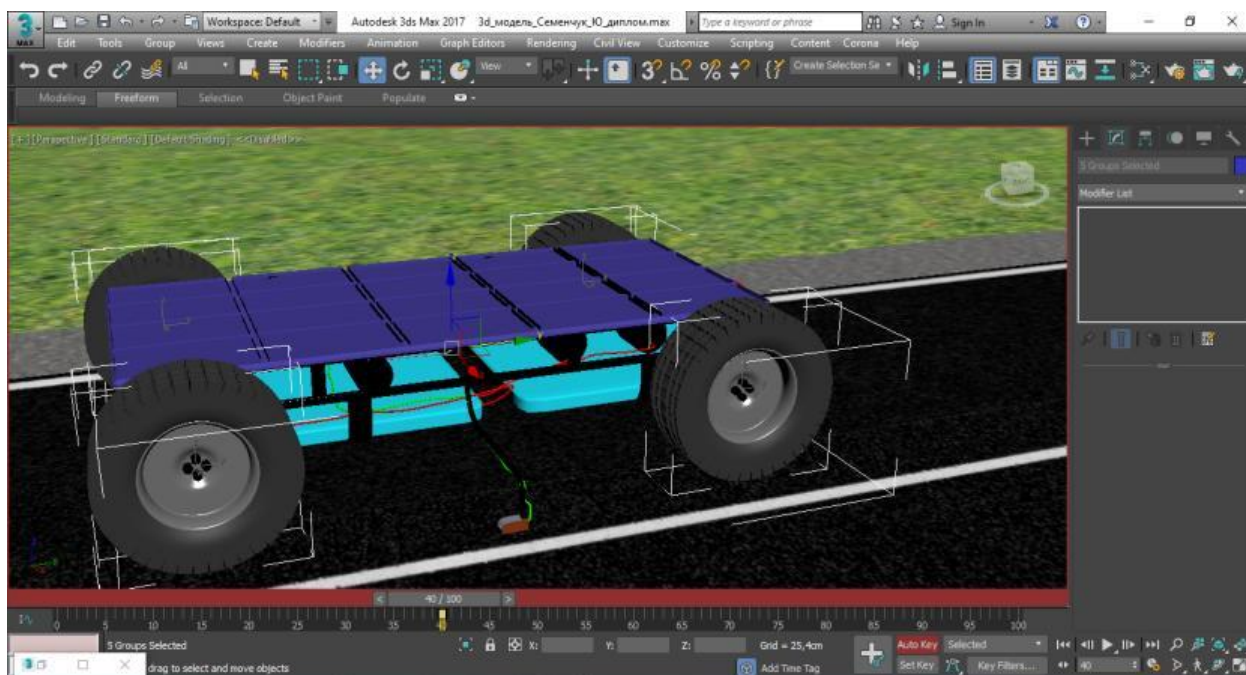 Workspace: Default
Autodesk 3ds Max 2017 3d_модель_Семенчук_Ю_диплом.max
Type a keyword or phrase
Sign In
MAX
Edit Tools Group Views Create Modifiers Animation Graph Editors Rendering Civil View Customize Scripting Content Corona Help
All
View
Create Selection Se
Modeling Freeform Selection Object Paint Populate
[+][Perspective][Standard][Default Shading] <<Disabled>>
5 Groups Selected
Modifier List
40 / 100
0 5 10 15 20 25 30 35 40 45 50 55 60 65 70 75 80 85 90 95 100
5 Groups Selected
X: Y: Z: Grid = 25,4cm
Auto Key Selected
drag to select and move objects
Add Time Tag
Set Key Key Filters...
40